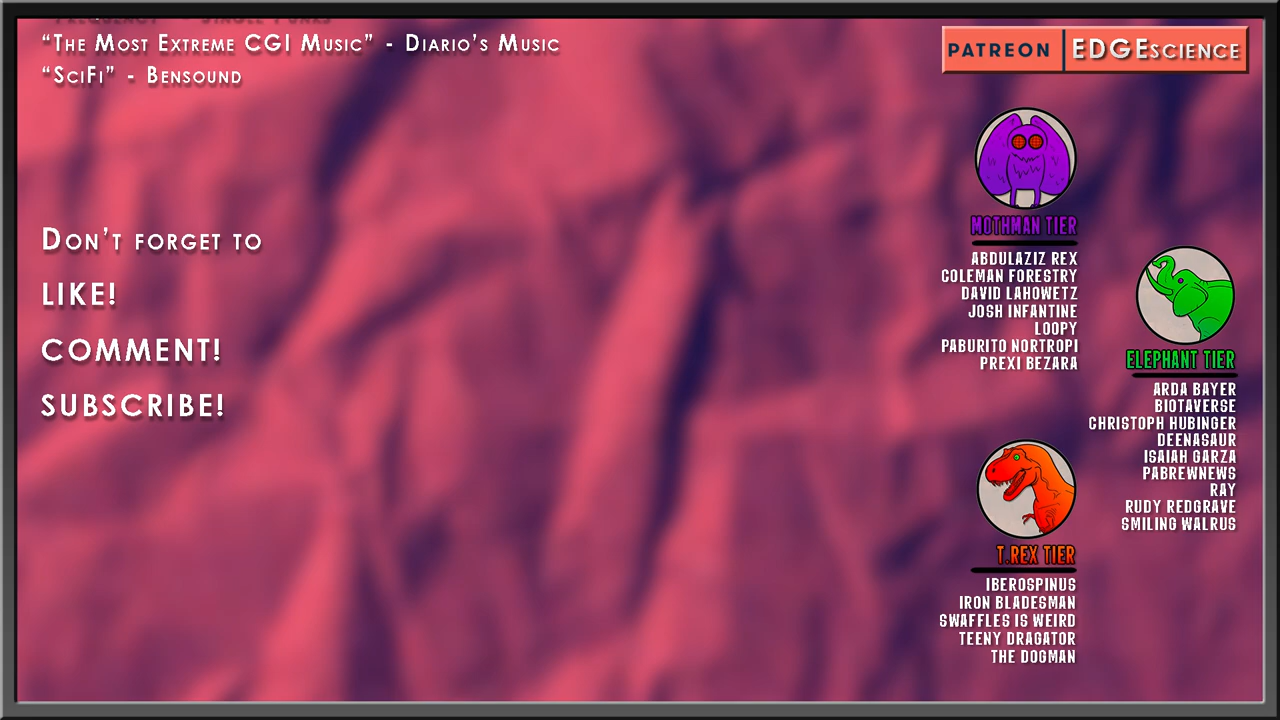 “The Most Extreme CGI Music” - Diario’s Music
“SciFi” - Bensound
Don’t forget to
LIKE!
COMMENT!
SUBSCRIBE!
PATREON EDGEscience
MOTHMAN TIER
ABDULAZIZ REX
COLEMAN FORESTRY
DAVID LAHOWETZ
JOSH INFANTINE
LOOPY
PABURITO NORTROPI
PREXI BEZARA
ELEPHANT TIER
ARDA BAYER
BIOTAVERSE
CHRISTOPH HUBINGER
DEENASAUR
ISAIAH GARZA
PABREWNEWS
RAY
RUDY REDGRAVE
SMILING WALRUS
T.REX TIER
IBEROSPINUS
IRON BLADESMAN
SWAFFLES IS WEIRD
TEENY DRAGATOR
THE DOGMAN